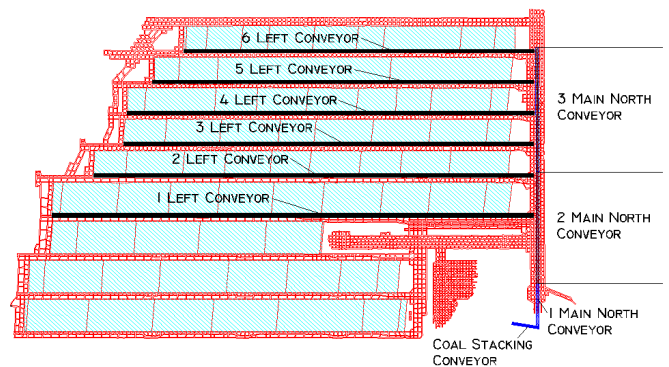 6 Left Conveyor
5 Left Conveyor
4 Left Conveyor
3 Left Conveyor
2 Left Conveyor
1 Left Conveyor
3 Main North
Conveyor
2 Main North
Conveyor
1 Main North
Conveyor
Coal Stacking
Conveyor